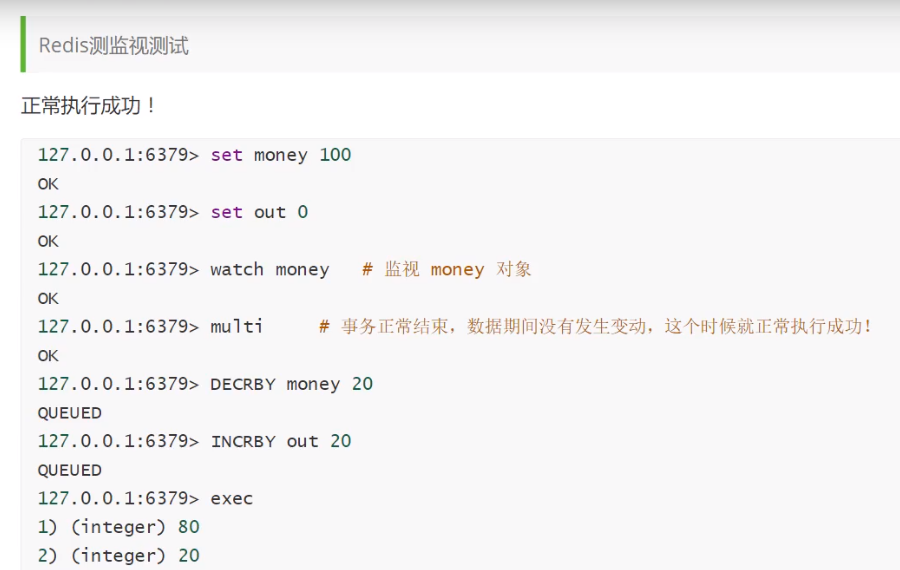 Redis测监视测试
正常执行成功！
127.0.0.1:6379> set money 100
OK
127.0.0.1:6379> set out 0
OK
127.0.0.1:6379> watch money   # 监视 money 对象
OK
127.0.0.1:6379> multi     # 事务正常结束，数据期间没有发生变动，这个时候就正常执行成功！
OK
127.0.0.1:6379> DECRBY money 20
QUEUED
127.0.0.1:6379> INCRBY out 20
QUEUED
127.0.0.1:6379> exec
1) (integer) 80
2) (integer) 20